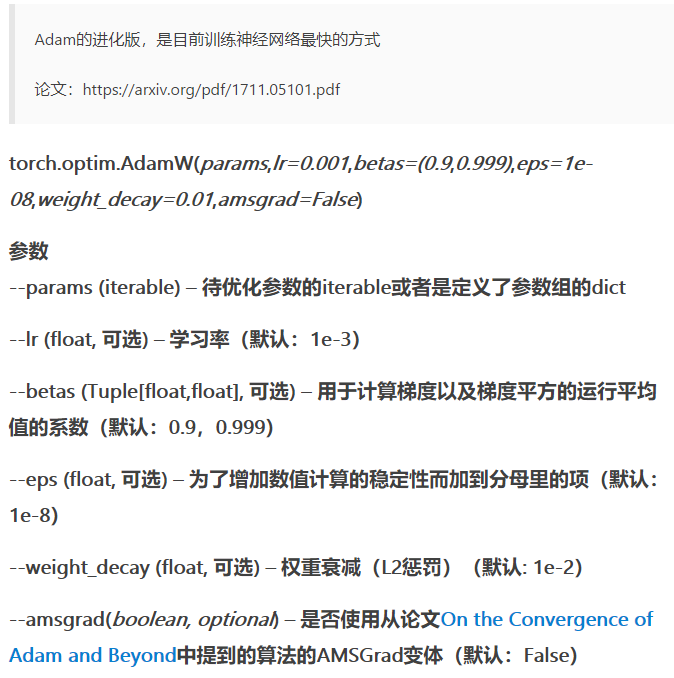 Adam的进化版，是目前训练神经网络最快的方式
论文：https://arxiv.org/pdf/1711.05101.pdf
torch.optim.AdamW(params,lr=0.001,betas=(0.9,0.999),eps=1e-
08,weight_decay=0.01,amsgrad=False)
参数
--params (iterable) – 待优化参数的iterable或者是定义了参数组的dict
--lr (float, 可选) – 学习率（默认：1e-3）
--betas (Tuple[float,float], 可选) – 用于计算梯度以及梯度平方的运行平均
值的系数（默认：0.9，0.999）
--eps (float, 可选) – 为了增加数值计算的稳定性而加到分母里的项（默认：
1e-8）
--weight_decay (float, 可选) – 权重衰减（L2惩罚）（默认: 1e-2）
--amsgrad(boolean, optional) – 是否使用从论文On the Convergence of
Adam and Beyond中提到的算法的AMSGrad变体（默认：False）